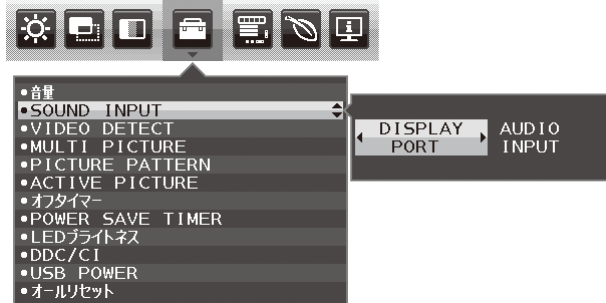 •音量
•SOUND INPUT
•VIDEO DETECT
•MULTI PICTURE
•PICTURE PATTERN
•ACTIVE PICTURE
•オフタイマー
•POWER SAVE TIMER
•LEDブライトネス
•DDC/CI
•USB POWER
•オールリセット
DISPLAY PORT
AUDIO INPUT